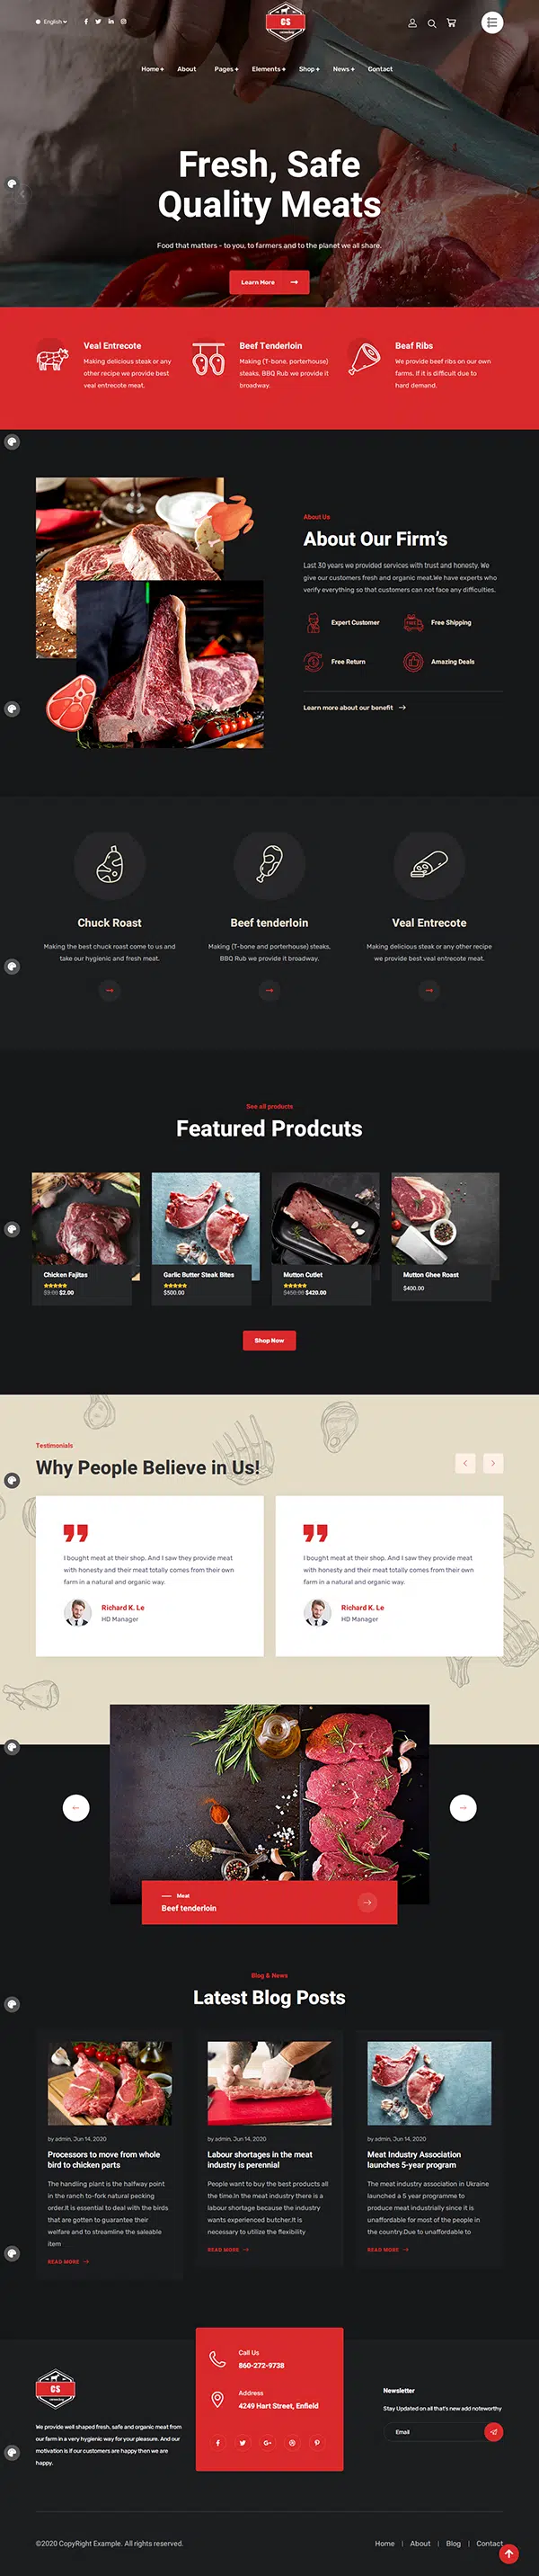 English
CS
Home +
About
Pages +
Elements +
Shop +
News +
Contact
Fresh, Safe
Quality Meats
Food that matters - to you, to farmers and to the planet we all share.
Learn More
Veal Entrecote
Making delicious steak or any
other recipe we provide best
veal entrecote meat.
Beef Tenderloin
Making (T-bone, porterhouse)
steaks, BBQ Rub we provide it
broadway.
Beaf Ribs
We provide beef ribs on our own
farms. If it is difficult due to
hard demand.
About Us
About Our Firm's
Last 30 years we provided services with trust and honesty. We
give our customers fresh and organic meat.We have experts who
verify everything so that customers can not face any difficulties.
Expert Customer
Free Shipping
Free Return
Amazing Deals
Learn more about our benefit
Chuck Roast
Making the best chuck roast come to us and
take our hygienic and fresh meat.
Beef tenderloin
Making (T-bone and porterhouse) steaks,
BBQ Rub we provide it broadway.
Veal Entrecote
Making delicious steak or any other recipe
we provide best veal entrecote meat.
See all products
Featured Prodcuts
Chicken Fajitas
$3.00 $2.00
Garlic Butter Steak Bites
$500.00
Mutton Cutlet
$450.00 $420.00
Mutton Ghee Roast
$400.00
Shop Now
Testimonials
Why People Believe in Us!
I bought meat at their shop. And I saw they provide meat
with honesty and their meat totally comes from their own
farm in a natural and organic way.
Richard K. Le
HD Manager
I bought meat at their shop. And I saw they provide meat
with honesty and their meat totally comes from their own
farm in a natural and organic way.
Richard K. Le
HD Manager
Meat
Beef tenderloin
Blog & News
Latest Blog Posts
by admin, Jun 14, 2020
Processors to move from whole
bird to chicken parts
The handling plant is the halfway point
in the ranch to-fork natural pecking
order.It is essential to deal with the birds
that are gotten to guarantee their
welfare and to streamline the saleable
item
READ MORE
by admin, Jun 14, 2020
Labour shortages in the meat
industry is perennial
People want to buy the best products all
the time.In the meat industry there is a
labour shortage because the industry
wants experienced butcher.It is
necessary to utilize the flexibility
READ MORE
by admin, Jun 14, 2020
Meat Industry Association
launches 5-year program
The meat industry association in Ukraine
launched a 5 year programme to
produce meat industrially since it is
unaffordable for most of the people in
the country.Due to unaffordable to
READ MORE
CS
We provide well shaped fresh, safe and organic meat from
our farm in a very hygienic way for your pleasure. And our
motivation is if our customers are happy then we are
happy.
Call Us
860-272-9738
Address
4249 Hart Street, Enfield
Newsletter
Stay Updated on all that's new add noteworthy
Email
©2020 CopyRight Example. All rights reserved.
Home | About | Blog | Contact